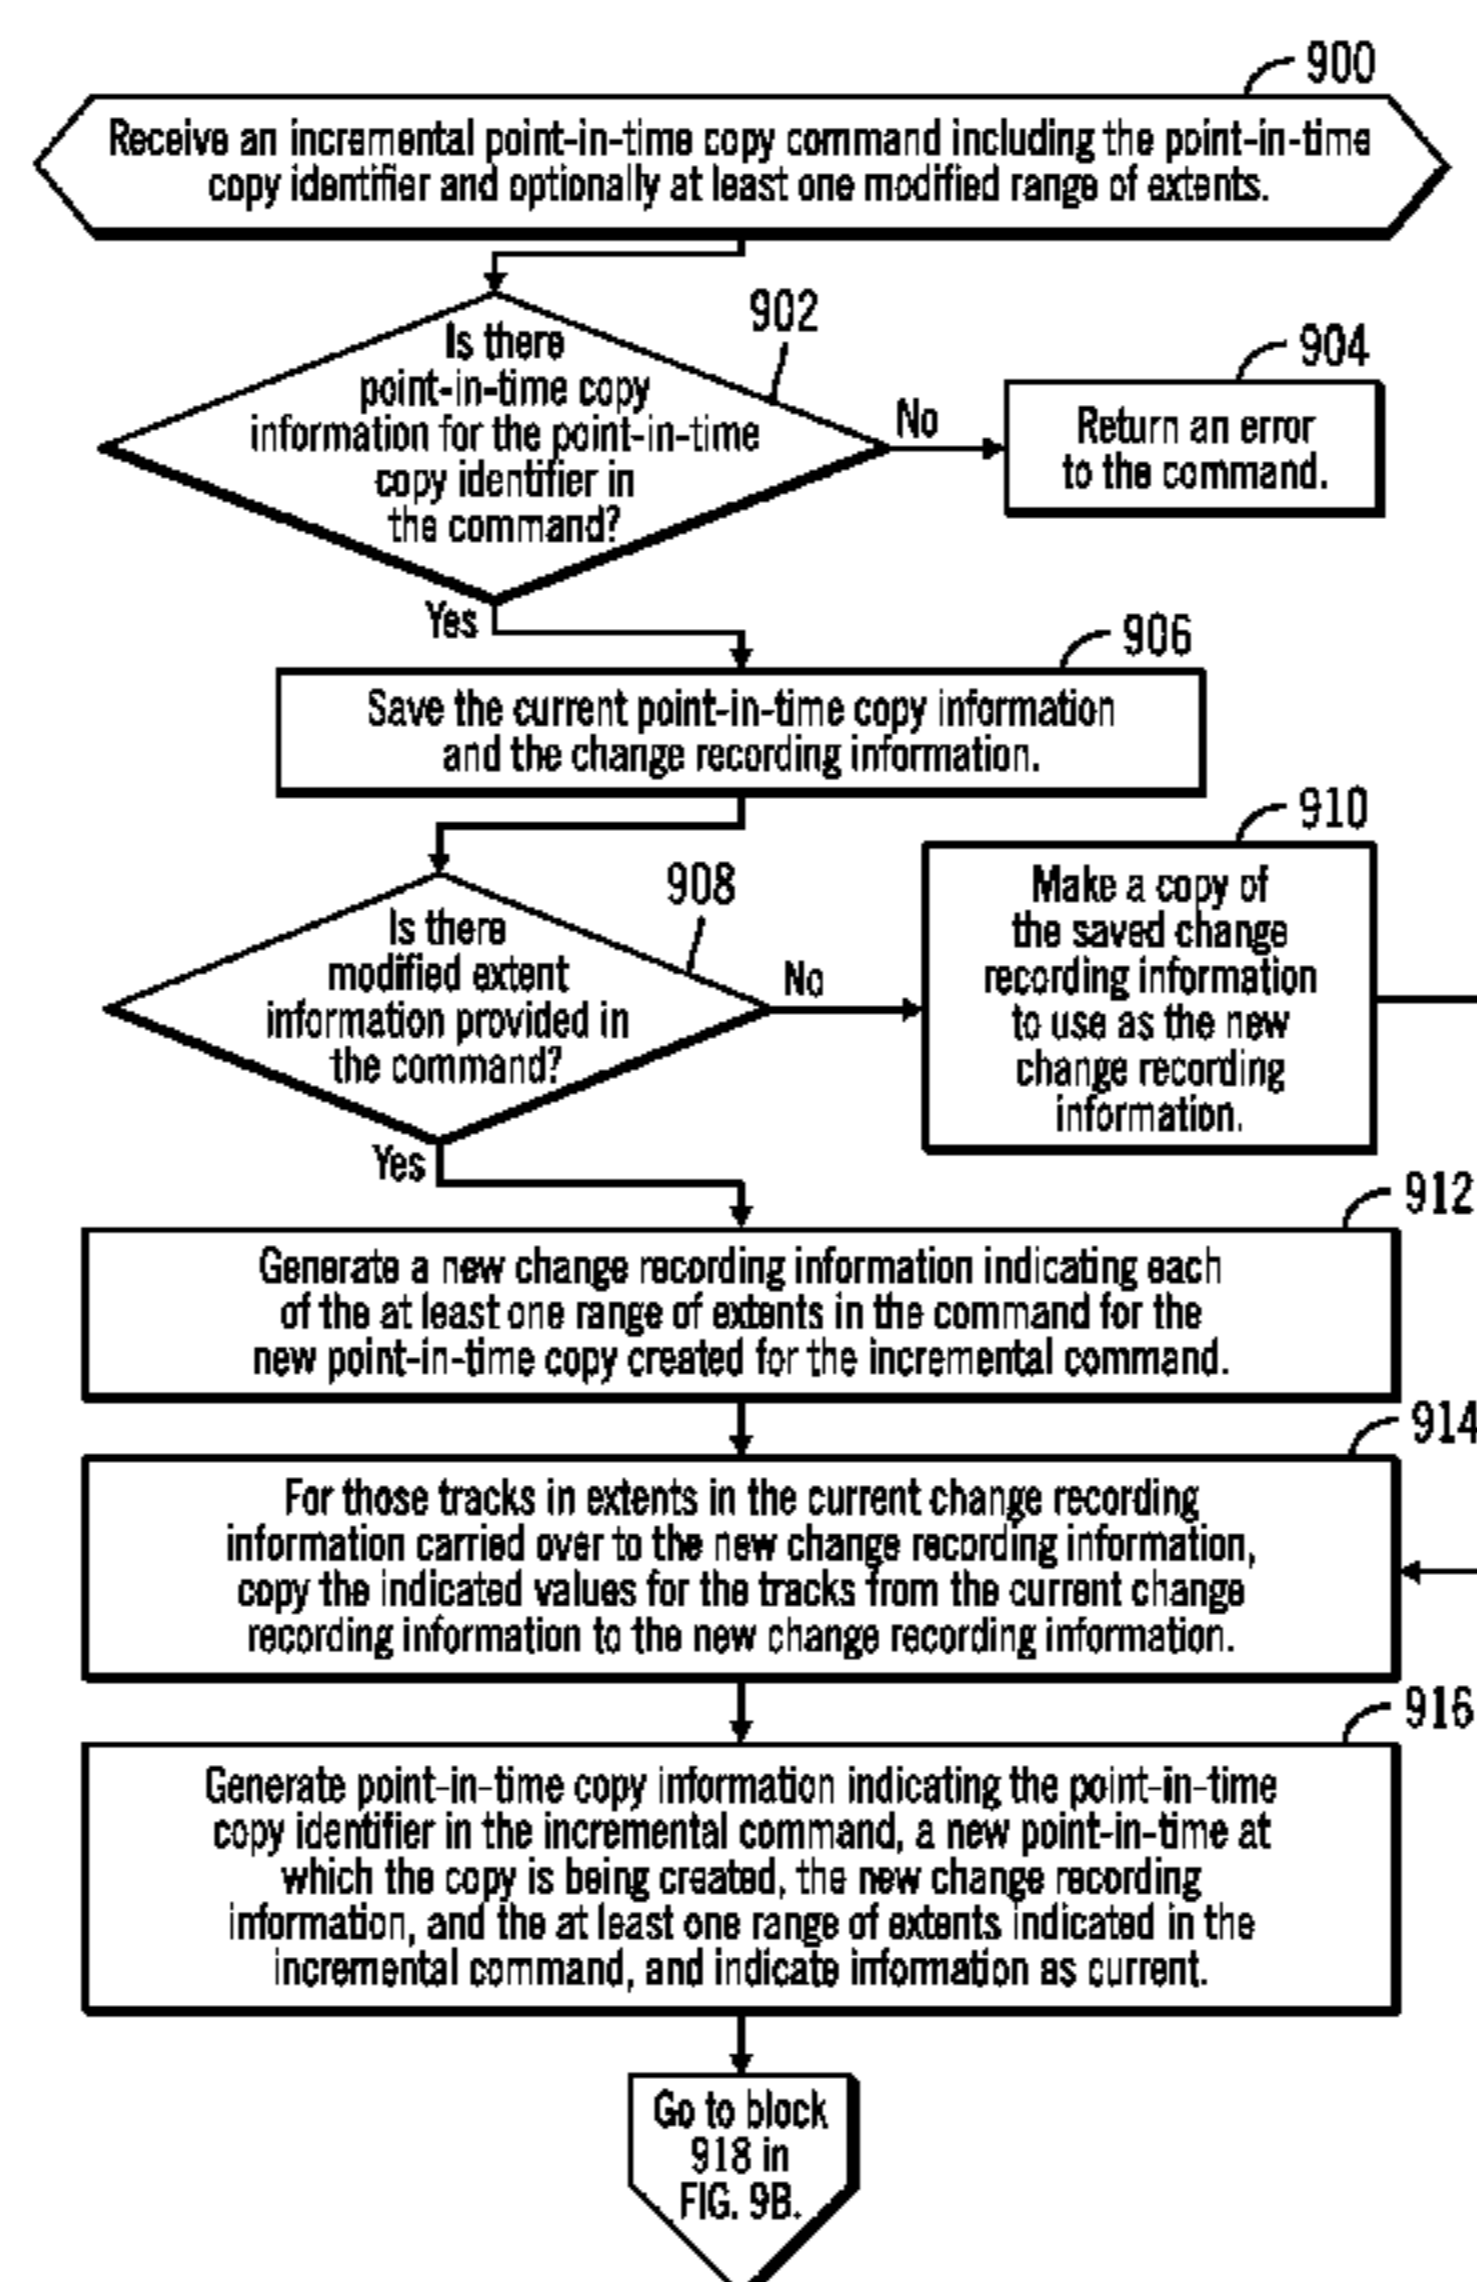 900
Receive an incremental point-in-time copy command including the point-in-time
copy identifier and optionally at least one modified range of extents.
902
Is there
point-in-time copy
information for the point-in-time
copy identifier in
the command?
No
904
Return an error
to the command.
Yes
906
Save the current point-in-time copy information
and the change recording information.
908
Is there
modified extent
information provided in
the command?
No
910
Make a copy of
the saved change
recording information
to use as the new
change recording
information.
Yes
912
Generate a new change recording information indicating each
of the at least one range of extents in the command for the
new point-in-time copy created for the incremental command.
914
For those tracks in extents in the current change recording
information carried over to the new change recording information,
copy the indicated values for the tracks from the current change
recording information to the new change recording information.
916
Generate point-in-time copy information indicating the point-in-time
copy identifier in the incremental command, a new point-in-time at
which the copy is being created, the new change recording
information, and the at least one range of extents indicated in the
incremental command, and indicate information as current.
Go to block
918 in
FIG. 9B.